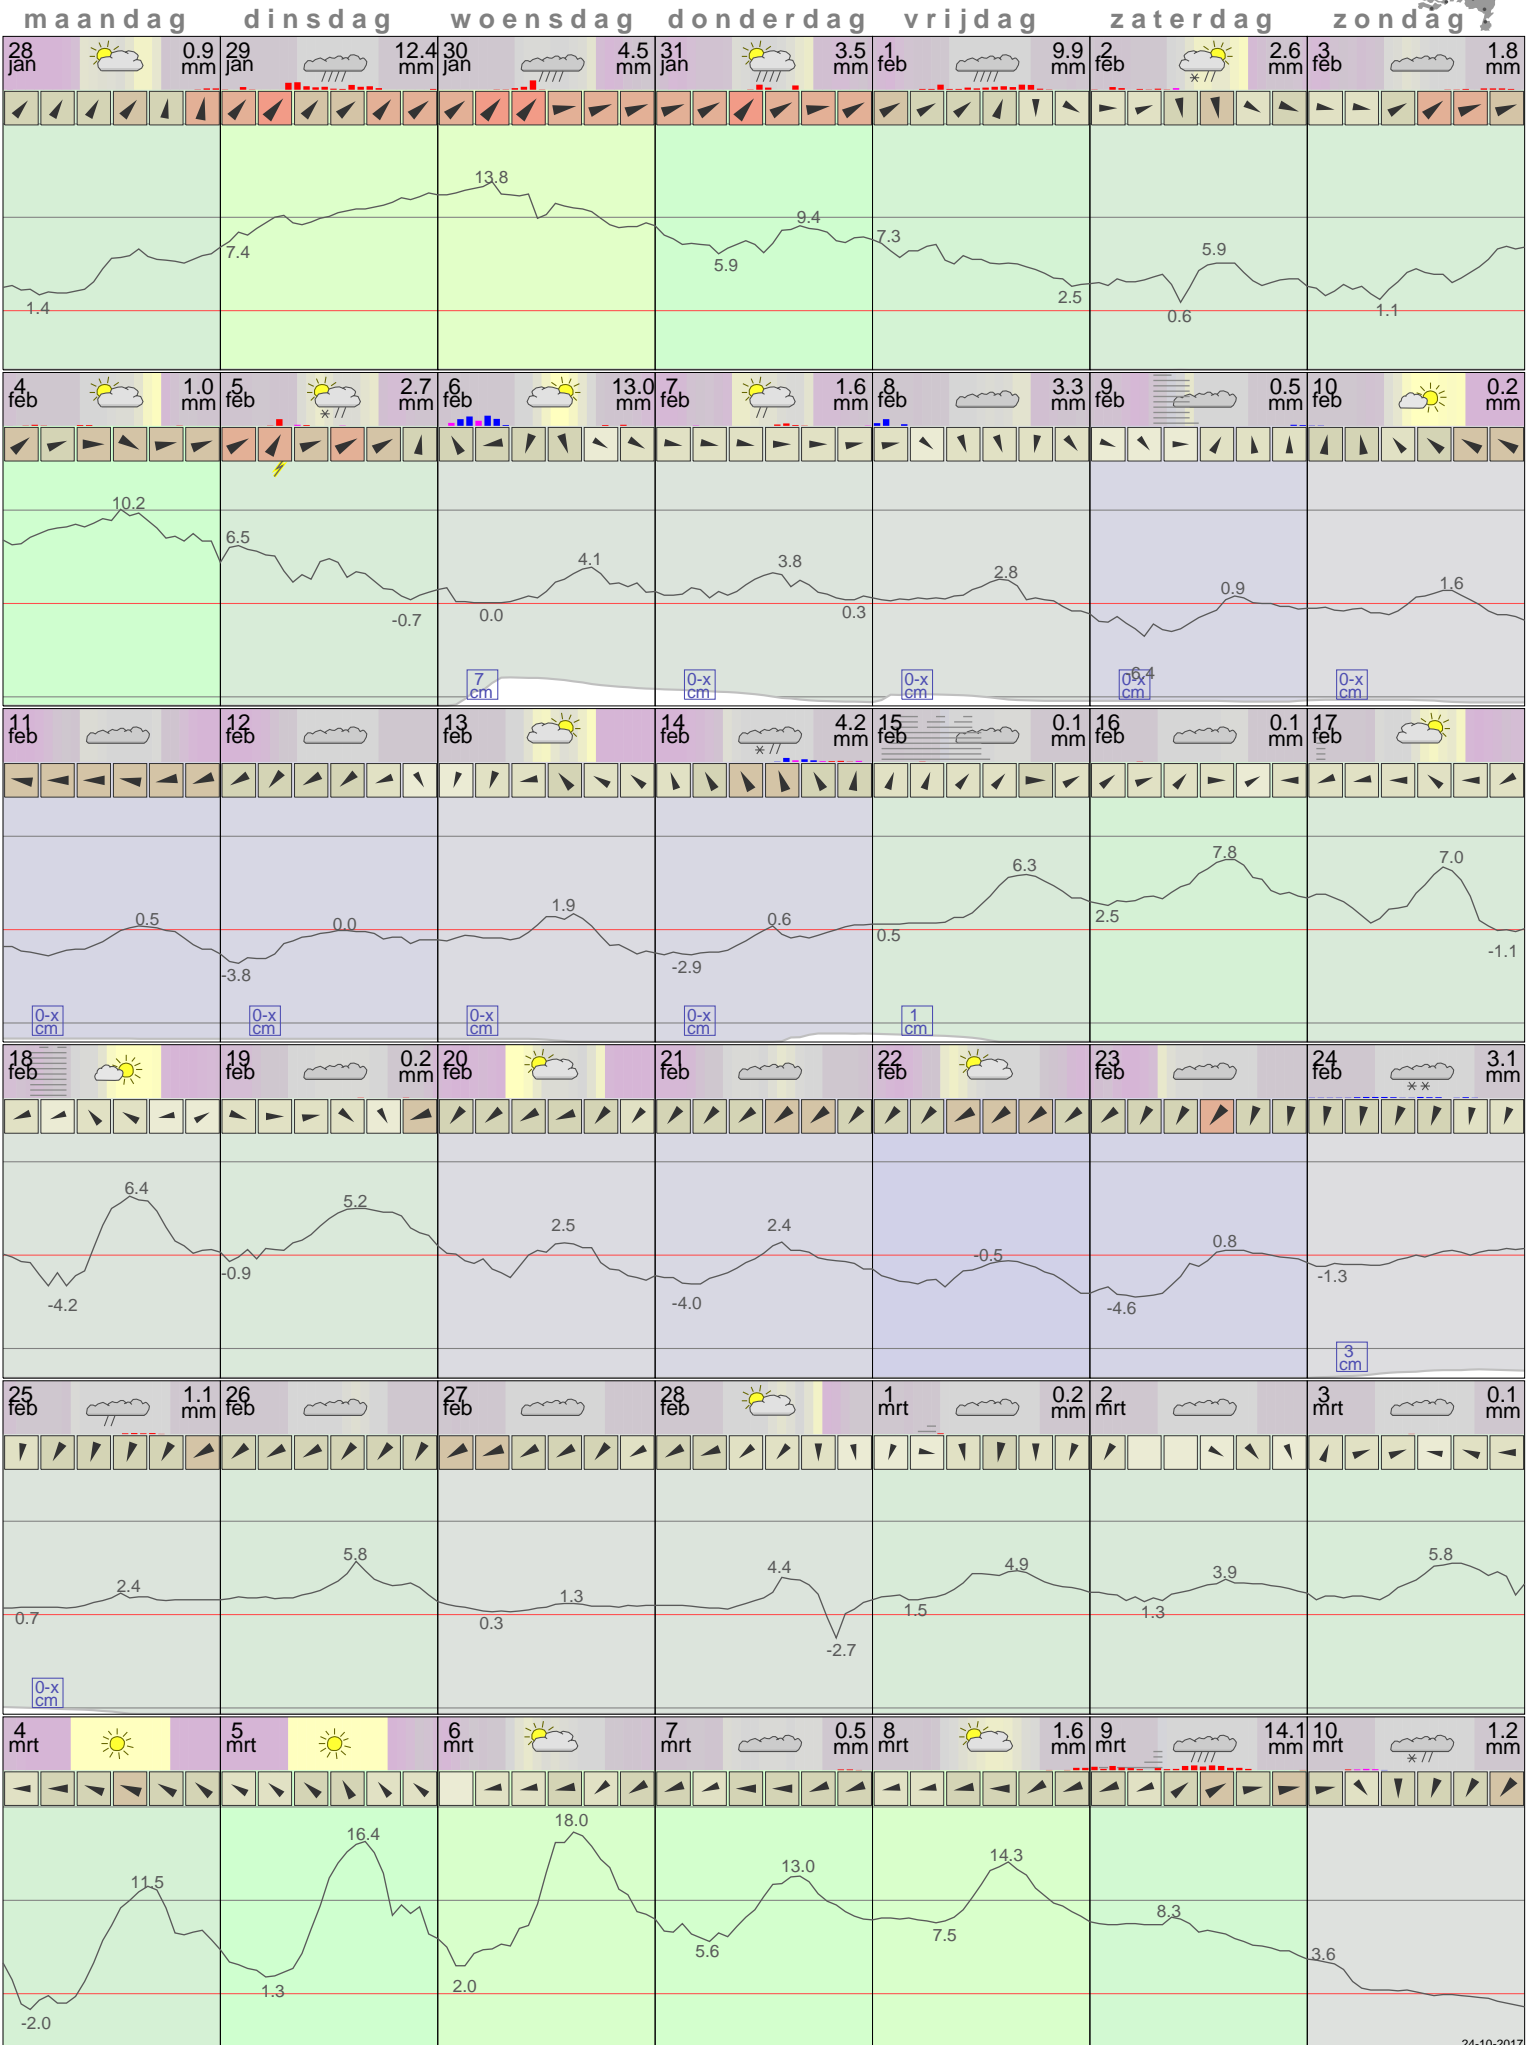 maandag dinsdag woensdag donderdag vrijdag zaterdag zondag
28 jan 0.9 mm 29 jan 12.4 mm 30 jan 4.5 mm 31 jan 3.5 mm 1 feb 9.9 mm 2 feb 2.6 mm 3 feb 1.8 mm
1.4 7.4 13.8 5.9 9.4 7.3 2.5 0.6 5.9 1.1
4 feb 1.0 mm 5 feb 2.7 mm 6 feb 13.0 mm 7 feb 1.6 mm 8 feb 3.3 mm 9 feb 0.5 mm 10 feb 0.2 mm
10.2 6.5 -0.7 0.0 4.1 3.8 0.3 2.8 -6.4 0.9 1.6
7 cm 0-x cm 0-x cm 0-x cm 0-x cm
11 feb 12 feb 13 feb 14 feb 4.2 mm 15 feb 0.1 mm 16 feb 0.1 mm 17 feb
0.5 -3.8 0.0 1.9 -2.9 0.6 0.5 6.3 2.5 7.8 7.0 -1.1
0-x cm 0-x cm 0-x cm 0-x cm 1 cm
18 feb 19 feb 0.2 mm 20 feb 21 feb 22 feb 23 feb 24 feb 3.1 mm
-4.2 6.4 -0.9 5.2 2.5 -4.0 2.4 -0.5 -4.6 0.8 -1.3
3 cm
25 feb 1.1 mm 26 feb 27 feb 28 feb 1 mrt 0.2 mm 2 mrt 3 mrt 0.1 mm
0.7 2.4 5.8 0.3 1.3 4.4 -2.7 1.5 4.9 1.3 3.9 5.8
0-x cm
4 mrt 5 mrt 6 mrt 7 mrt 0.5 mm 8 mrt 1.6 mm 9 mrt 14.1 mm 10 mrt 1.2 mm
-2.0 11.5 1.3 16.4 2.0 18.0 5.6 13.0 7.5 14.3 8.3 3.6
24-10-2017